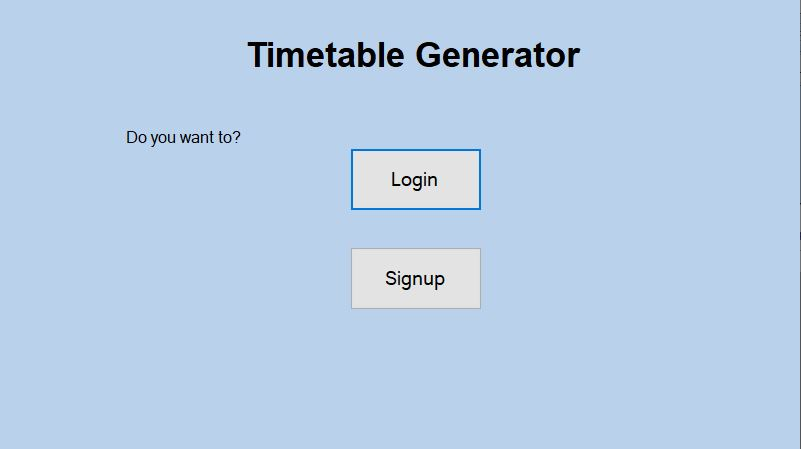 Timetable Generator
Do you want to?
Login
Signup